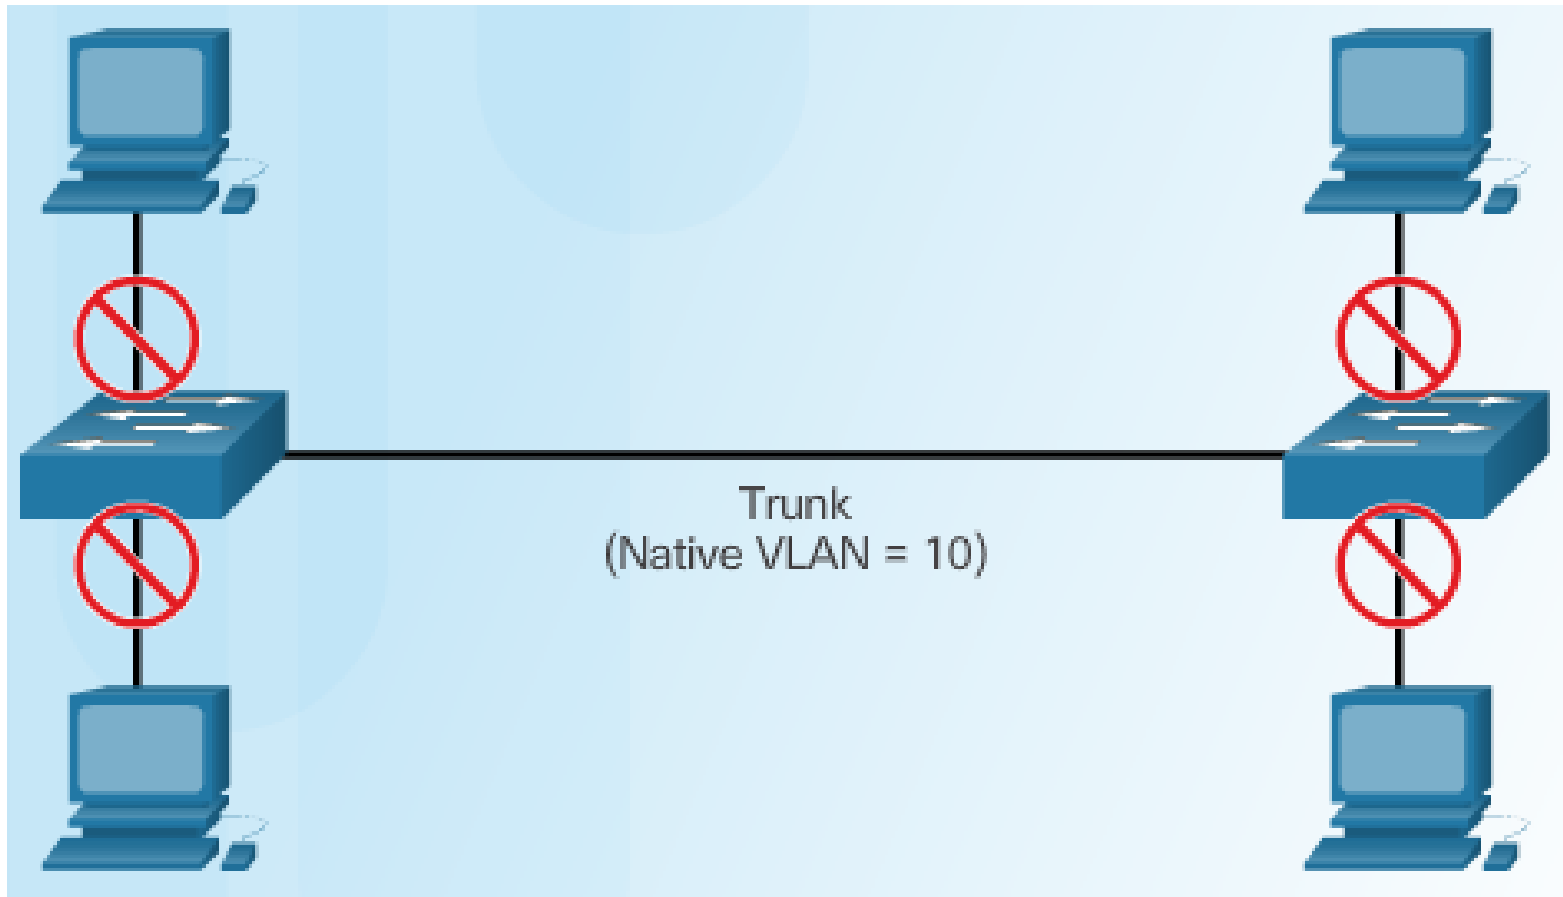 Trunk
(Native VLAN = 10)